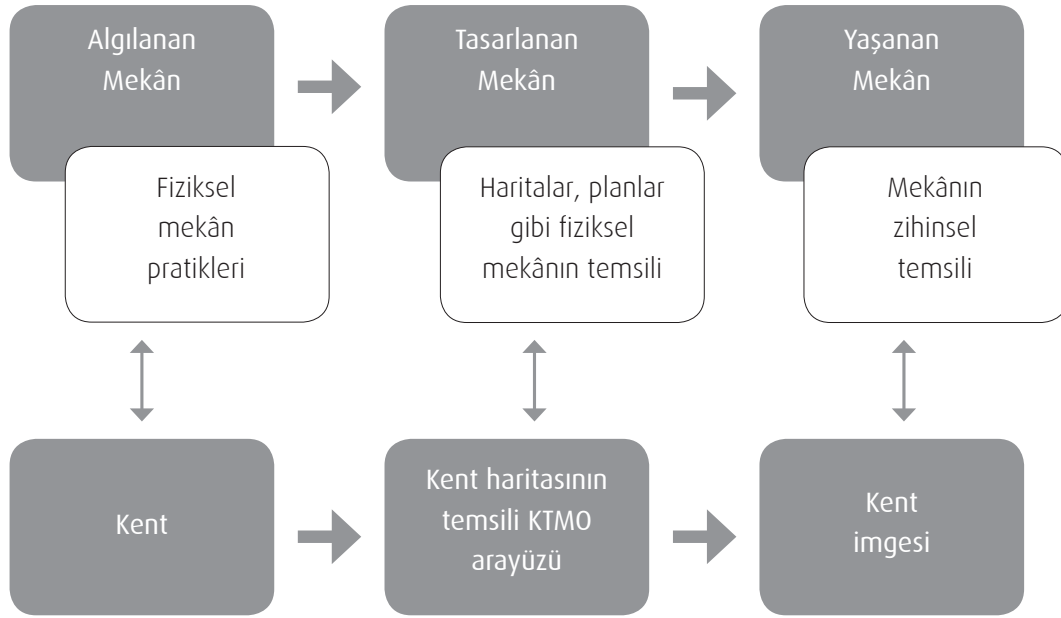 Algılanan
Mekân
Tasarlanan
Mekân
Yaşanan
Mekân
Fiziksel
mekân
pratikleri
Haritalar, planlar
gibi fiziksel
mekânın temsili
Mekânın
zihinsel
temsili
Kent
Kent haritasının
temsili KTMO
arayüzü
Kent
imgesi